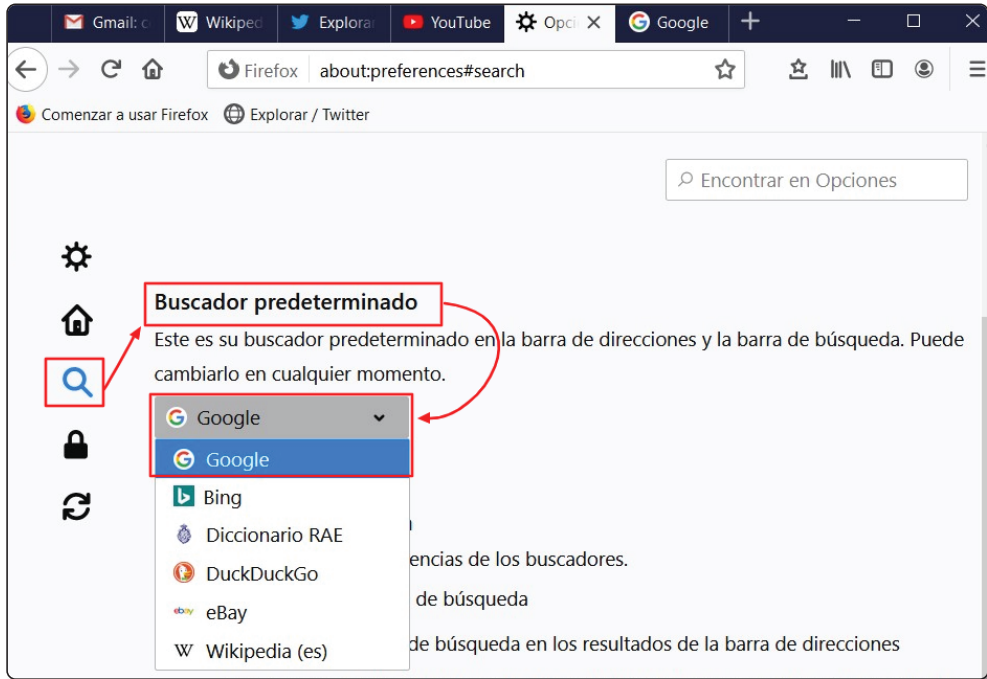 Gmail: c Wikiped Explorar YouTube Opci Google
Firefox about:preferences#search
Comenzar a usar Firefox Explorar / Twitter
Encontrar en Opciones
Buscador predeterminado
Este es su buscador predeterminado en la barra de direcciones y la barra de búsqueda. Puede
cambiarlo en cualquier momento.
Google
Google
Bing
Diccionario RAE
encias de los buscadores.
DuckDuckGo
de búsqueda
eBay
de búsqueda en los resultados de la barra de direcciones
Wikipedia (es)